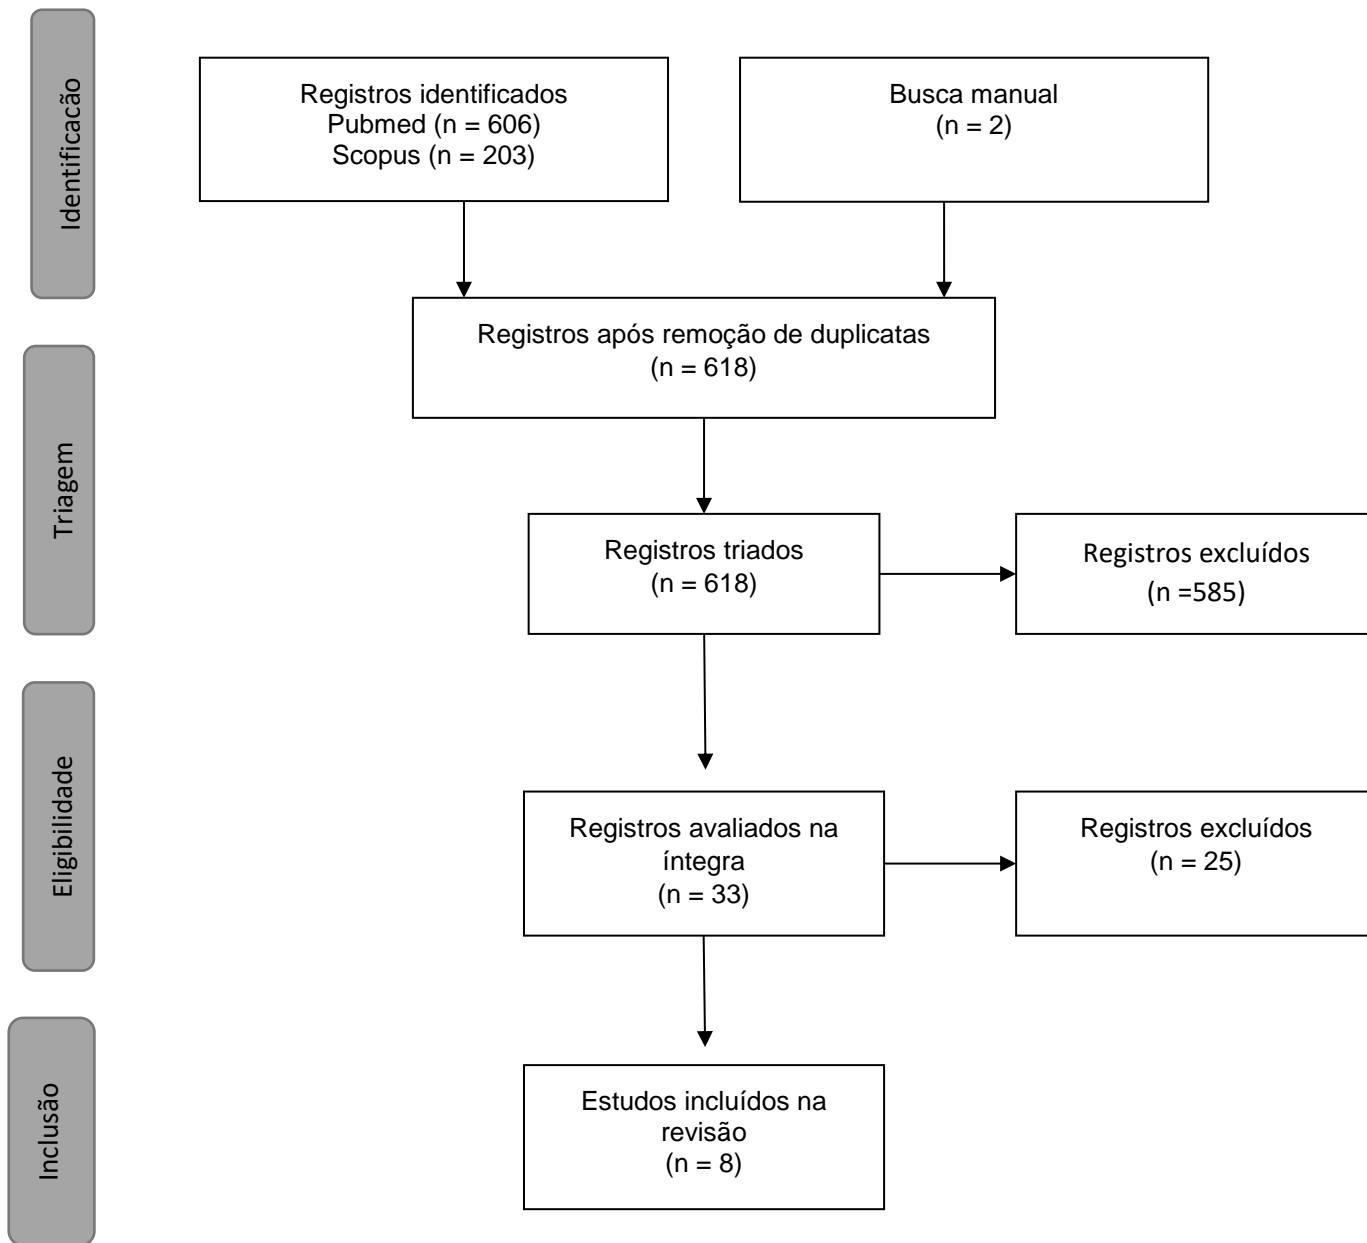 Identificacão
Registros identificados
Pubmed (n = 606)
Scopus (n = 203)
Busca manual
(n = 2)
Registros após remoção de duplicatas
(n = 618)
Triagem
Registros triados
(n = 618)
Registros excluídos
(n =585)
Eligibilidade
Registros avaliados na
íntegra
(n = 33)
Registros excluídos
(n = 25)
Inclusão
Estudos incluídos na
revisão
(n = 8)